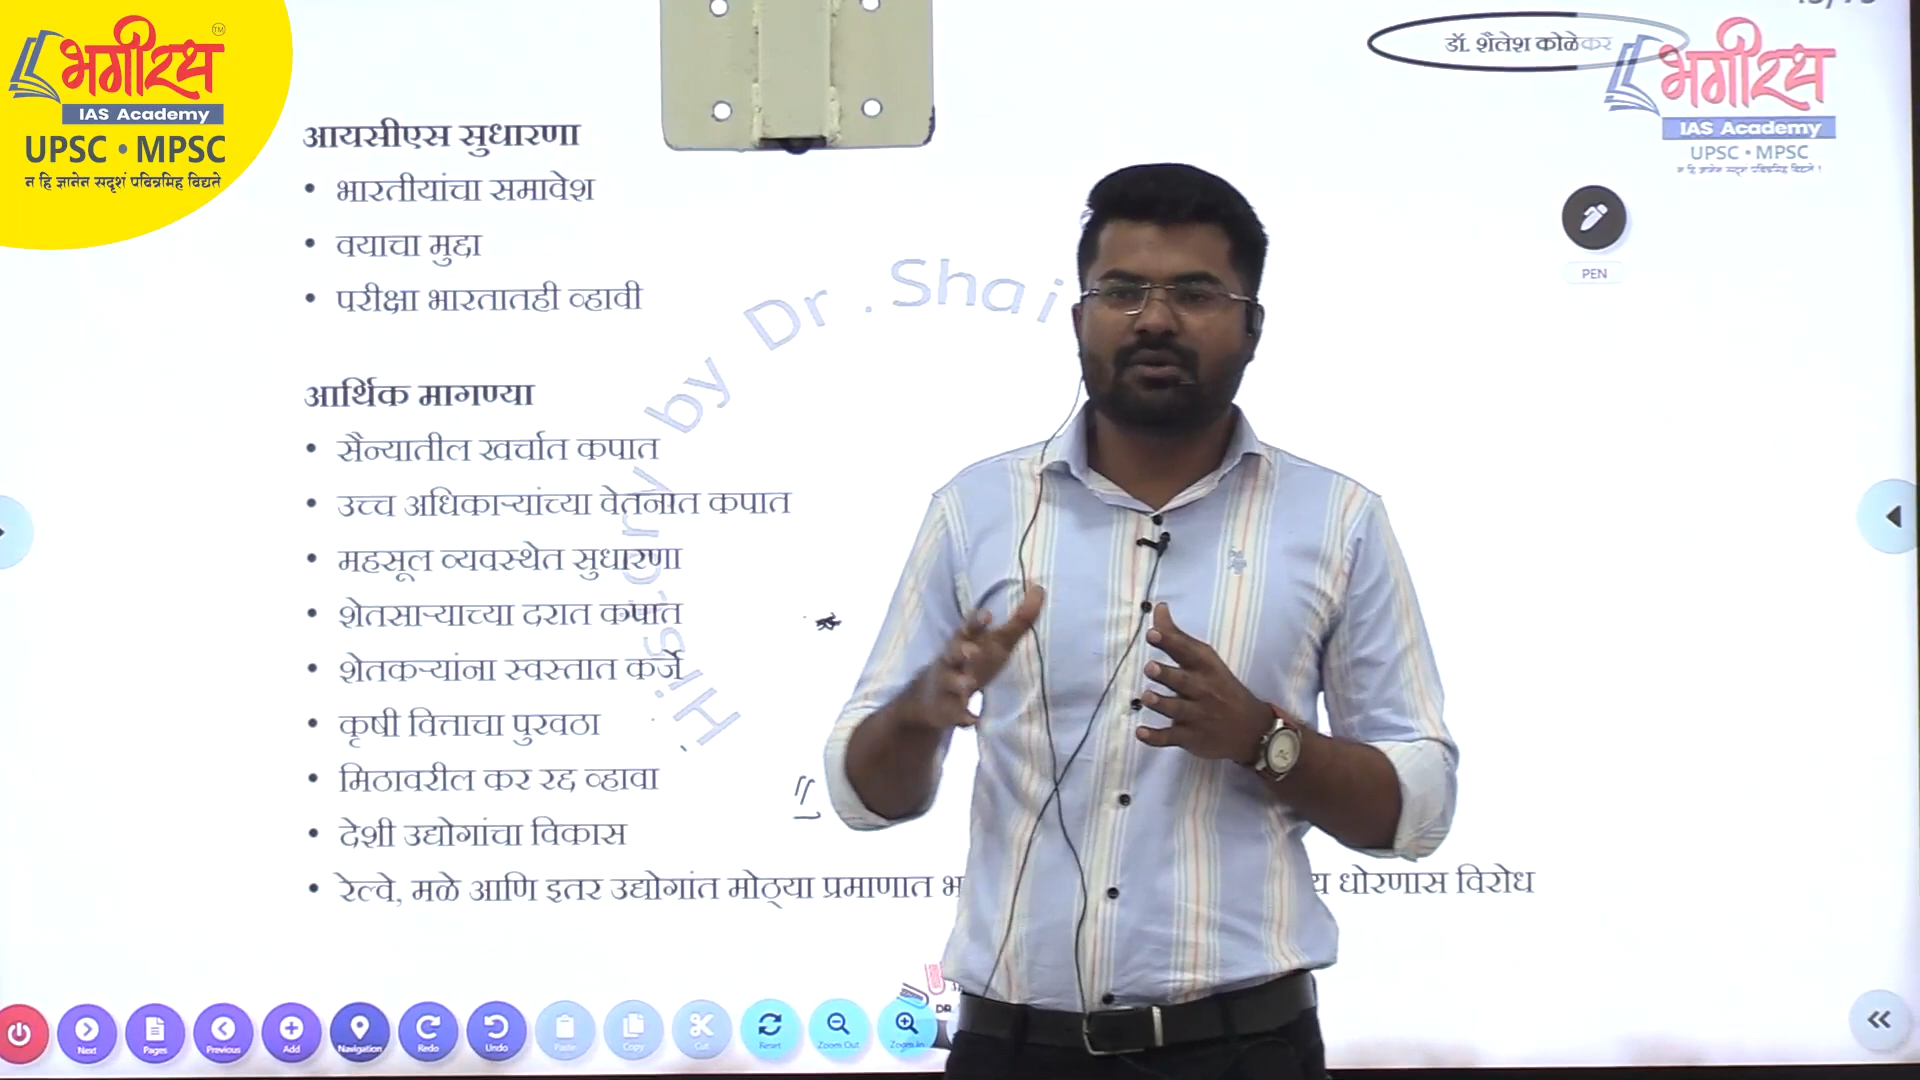 भगीरथ
TM
IAS Academy
UPSC • MPSC
न हि ज्ञानेन सदृशं पवित्रमिह विद्यते
डॉ. शैलेश कोळेकर
भगीरथ
IAS Academy
UPSC • MPSC
PEN
आयसीएस सुधारणा
• भारतीयांचा समावेश
• वयाचा मुद्दा
• परीक्षा भारतातही व्हावी
आर्थिक मागण्या
• सैन्यातील खर्चात कपात
• उच्च अधिकाऱ्यांच्या वेतनात कपात
• महसूल व्यवस्थेत सुधारणा
• शेतसाऱ्याच्या दरात कपात
• शेतकऱ्यांना स्वस्तात कर्जे
• कृषी वित्ताचा पुरवठा
• मिठावरील कर रद्द व्हावा
• देशी उद्योगांचा विकास
• रेल्वे, मळे आणि इतर उद्योगांत मोठ्या प्रमाणात भ य धोरणास विरोध
History by Dr. Shai
DR.
Next
Pages
Previous
Add
Navigation
Redo
Undo
Paste
Copy
Cut
Reset
Zoom Out
Zoom In